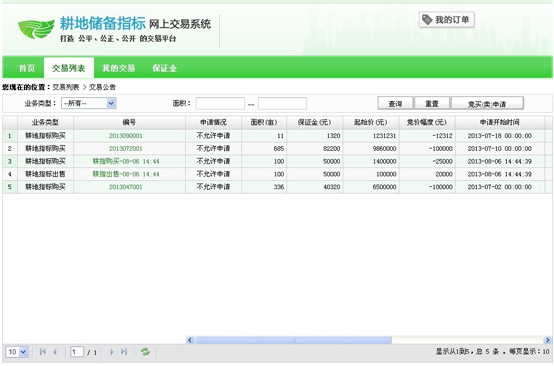 耕地储备指标 网上交易系统
打造 公平、公正、公开 的交易平台
我的订单
首页 交易列表 我的交易 保证金
您现在的位置：交易列表 > 交易公告
业务类型： --所有-- 面积： -- 查询 重置 竞买(卖)申请
业务类型 编号 申请情况 面积(亩) 保证金(元) 起始价(元) 竞价幅度(元) 申请开始时间
1 耕地指标购买 2013090001 不允许申请 11 1320 1231231 -12312 2013-07-18 00:00:00
2 耕地指标购买 2013072001 不允许申请 685 82200 9860000 -100000 2013-07-10 00:00:00
3 耕地指标购买 耕指购买-08-06 14:44 不允许申请 100 50000 1400000 -25000 2013-08-06 14:44:39
4 耕地指标出售 耕指出售-08-06 14:44 不允许申请 100 50000 100000 20000 2013-08-06 14:44:39
5 耕地指标购买 2013047001 不允许申请 336 40320 6500000 -100000 2013-07-02 00:00:00
10 1 / 1 显示从1到5，总 5 条 。每页显示：10